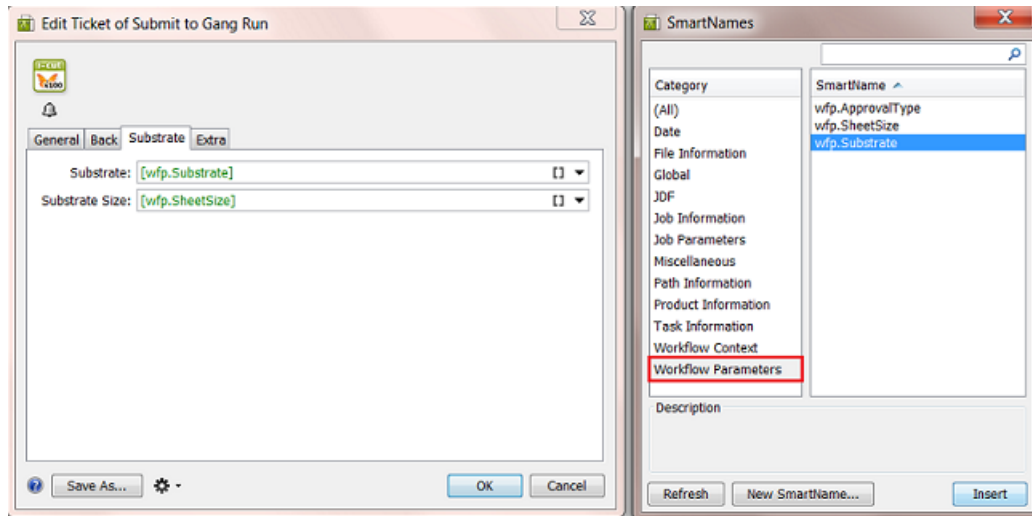 Edit Ticket of Submit to Gang Run
i-cut
x100
General Back Substrate Extra
Substrate: [wfp.Substrate] []
Substrate Size: [wfp.SheetSize] []
Save As...
OK Cancel
SmartNames
Category
(All)
Date
File Information
Global
JDF
Job Information
Job Parameters
Miscellaneous
Path Information
Product Information
Task Information
Workflow Context
Workflow Parameters
SmartName
wfp.ApprovalType
wfp.SheetSize
wfp.Substrate
Description
Refresh New SmartName... Insert